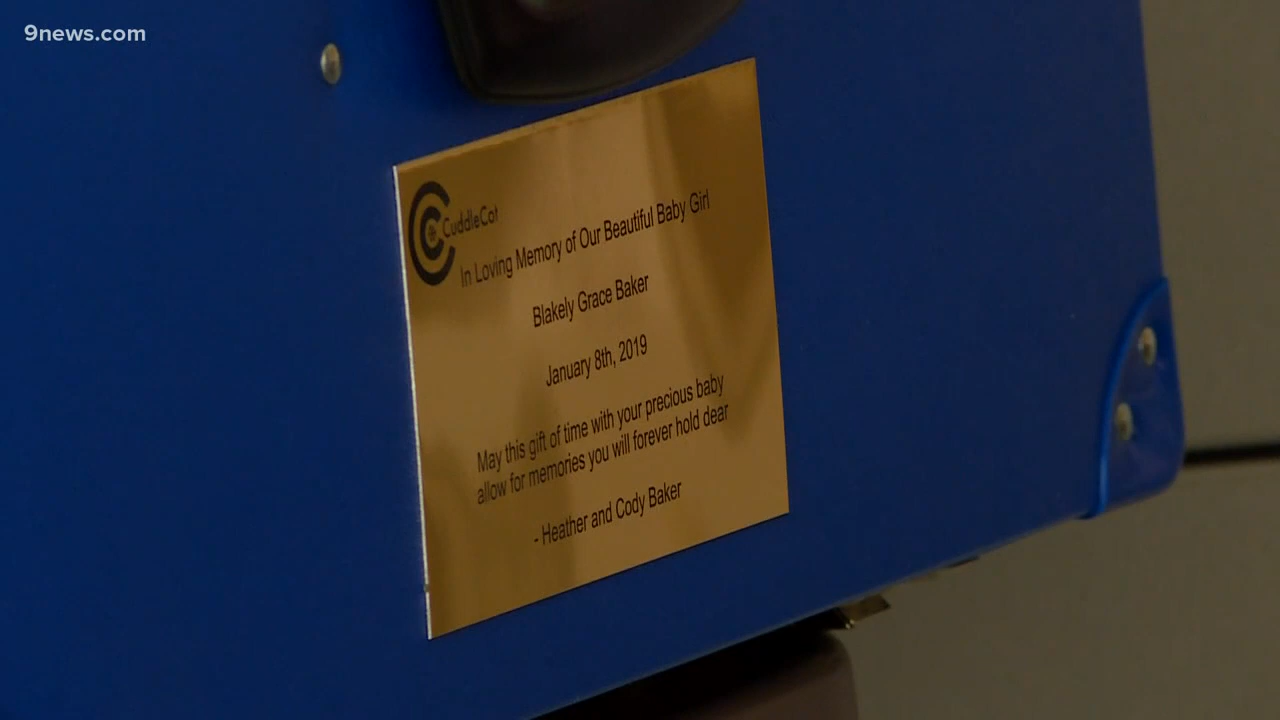 9news.com
CuddleCot
In Loving Memory of Our Beautiful Baby Girl
Blakely Grace Baker
January 8th, 2019
May this gift of time with your precious baby
allow for memories you will forever hold dear
- Heather and Cody Baker